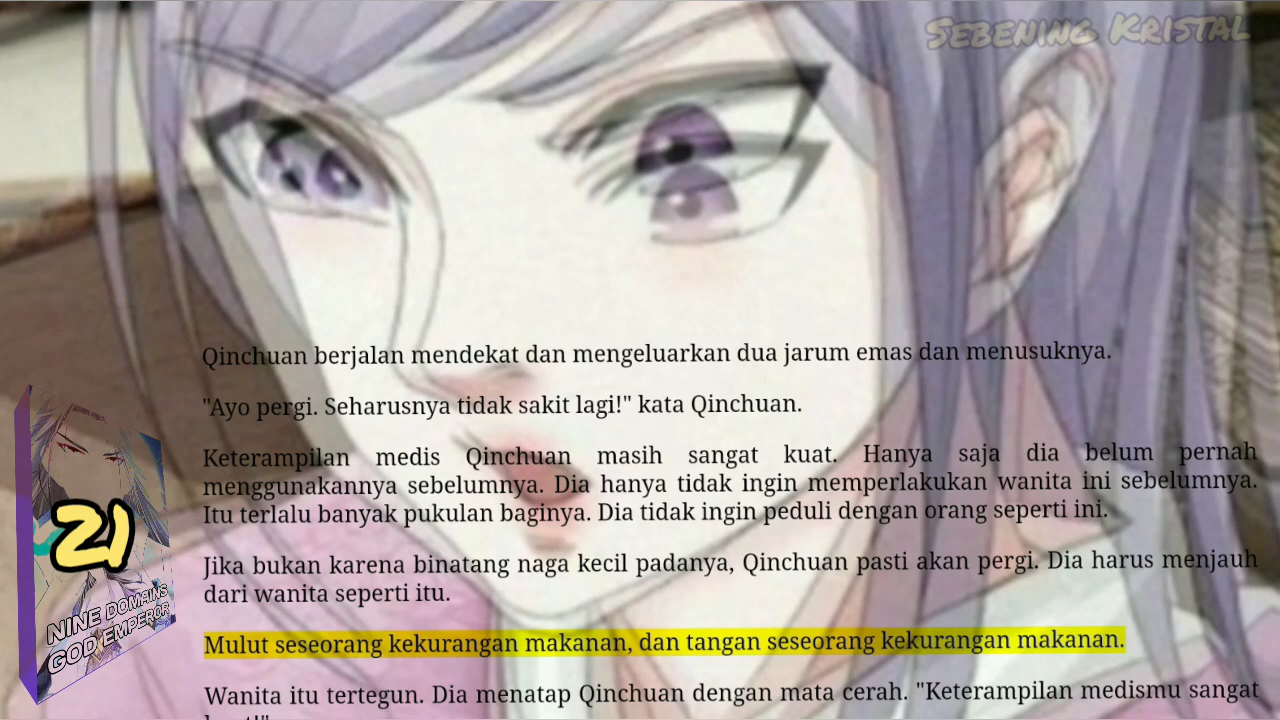 Sebening Kristal
Qinchuan berjalan mendekat dan mengeluarkan dua jarum emas dan menusuknya.
"Ayo pergi. Seharusnya tidak sakit lagi!" kata Qinchuan.
Keterampilan medis Qinchuan masih sangat kuat. Hanya saja dia belum pernah
menggunakannya sebelumnya. Dia hanya tidak ingin memperlakukan wanita ini sebelumnya.
Itu terlalu banyak pukulan baginya. Dia tidak ingin peduli dengan orang seperti ini.
Jika bukan karena binatang naga kecil padanya, Qinchuan pasti akan pergi. Dia harus menjauh
dari wanita seperti itu.
Mulut seseorang kekurangan makanan, dan tangan seseorang kekurangan makanan.
Wanita itu tertegun. Dia menatap Qinchuan dengan mata cerah. "Keterampilan medismu sangat
21
NINE DOMAINS
GOD EMPEROR